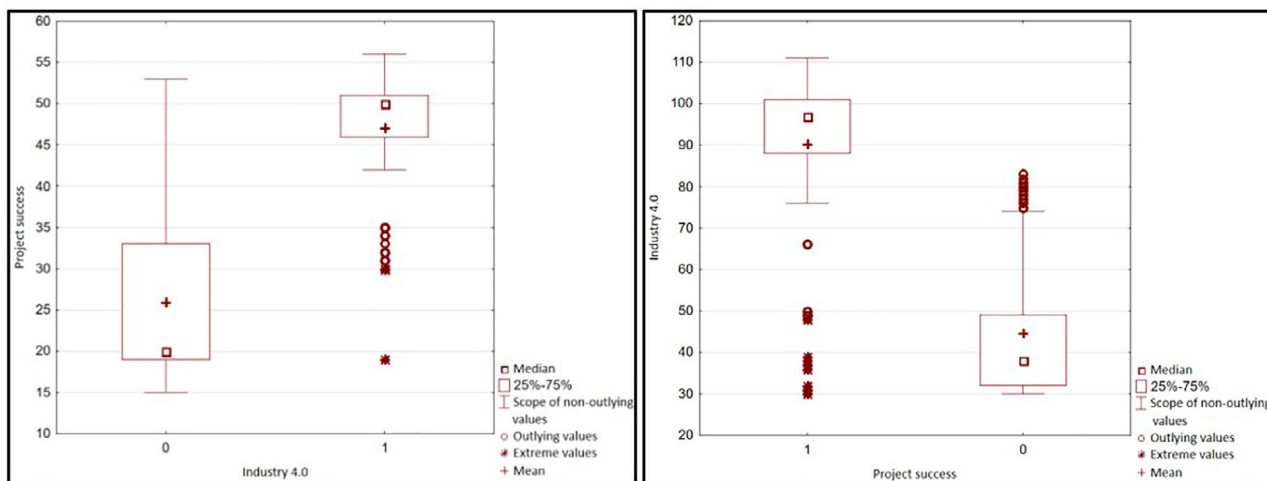 60
55
50
45
40
35
30
25
20
15
10
Project success
0
1
Industry 4.0
Median
25%-75%
Scope of non-outlying
values
Outlying values
Extreme values
Mean
120
110
100
90
80
70
60
50
40
30
20
Industry 4.0
1
0
Project success
Median
25%-75%
Scope of non-outlying
values
Outlying values
Extreme values
Mean